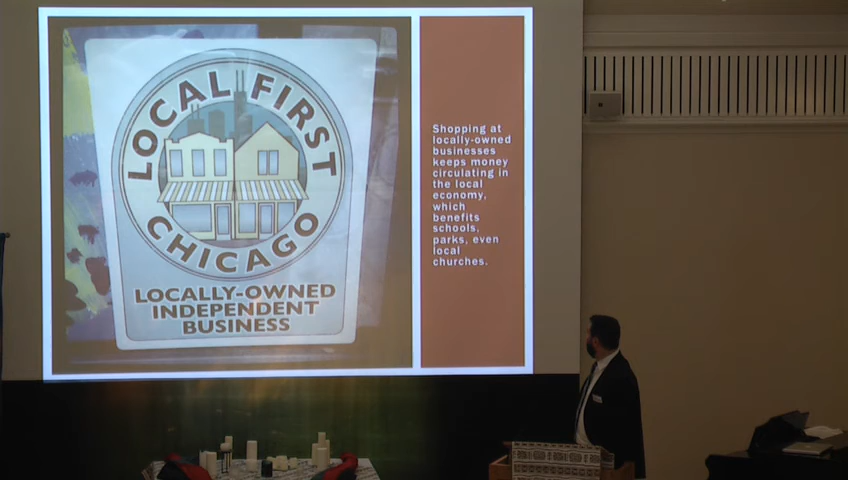 LOCAL FIRST
CHICAGO
LOCALLY-OWNED
INDEPENDENT
BUSINESS
Shopping at
locally-owned
businesses
keeps money
circulating in
the local
economy,
which
benefits
schools,
parks, even
local
churches.